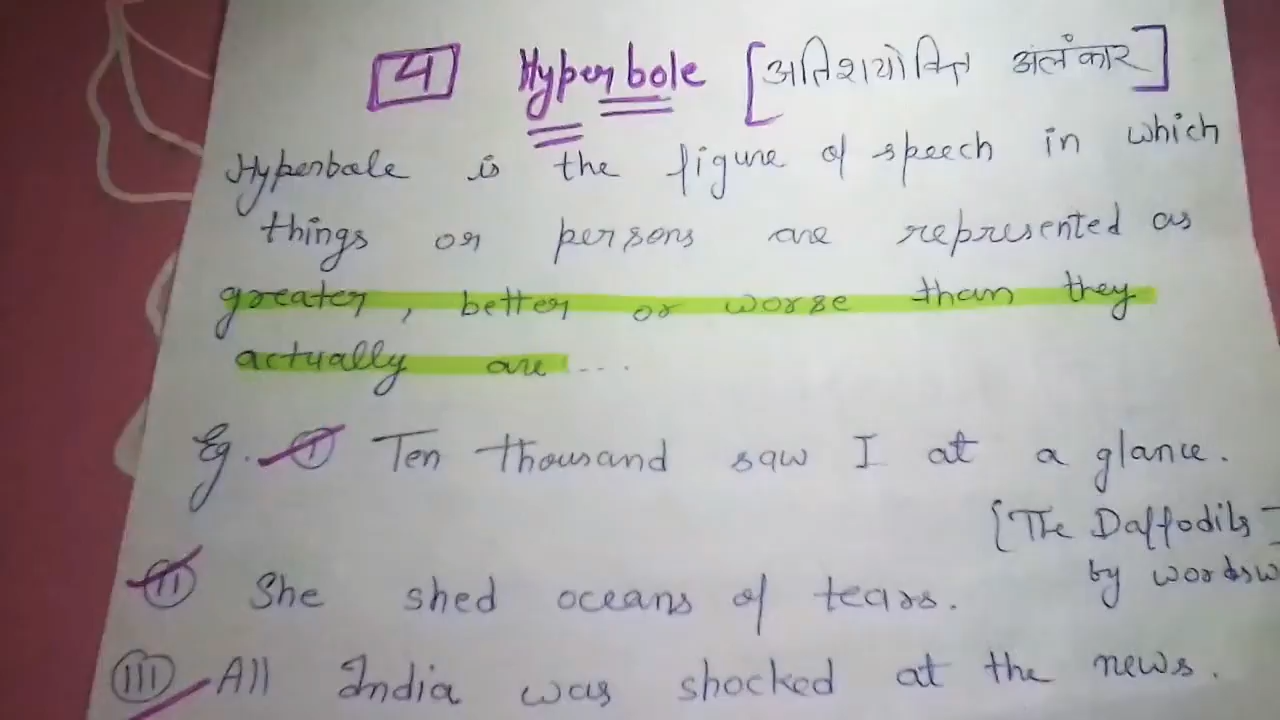 4 Hyperbole [अतिशयोक्ति अलंकार]
Hyperbale is the figure of speech in which
things or persons are represented as
greater, better or worse than they
actually are ...
Eg. I Ten thousand saw I at a glance.
[The Daffodils
by wordsw
II She shed oceans of tears.
III All India was shocked at the news.